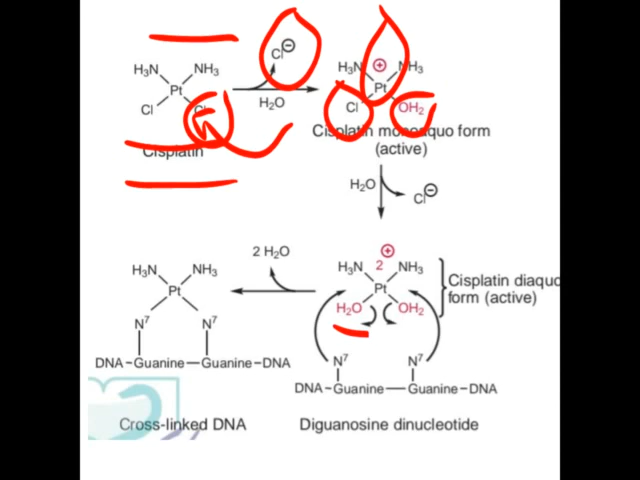 Cl⊖
H₃N NH₃
Pt
Cl
Cisplatin
H₂O
H₃N ⊕ NH₃
Pt
Cl OH₂
Cisplatin monoaquo form
(active)
H₂O
Cl⊖
2 H₂O
H₃N NH₃
Pt
N⁷ N⁷
DNA–Guanine—Guanine–DNA
Cross-linked DNA
⊕
H₃N 2 NH₃
Pt
H₂O OH₂
Cisplatin diaquo
form (active)
N⁷ N⁷
DNA–Guanine—Guanine–DNA
Diguanosine dinucleotide